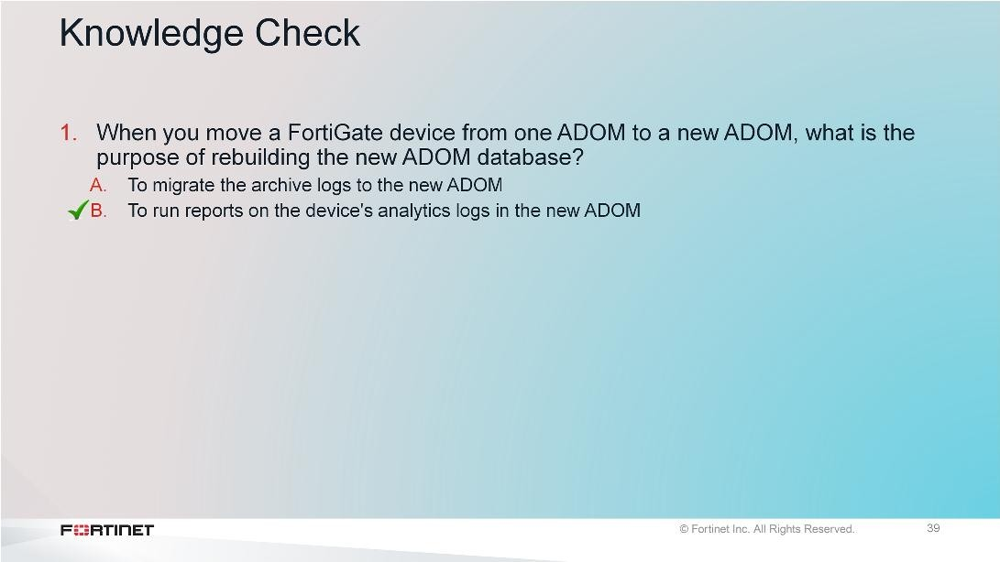 Knowledge Check
1. When you move a FortiGate device from one ADOM to a new ADOM, what is the
purpose of rebuilding the new ADOM database?
A. To migrate the archive logs to the new ADOM
B. To run reports on the device's analytics logs in the new ADOM
FORTINET
© Fortinet Inc. All Rights Reserved.
39